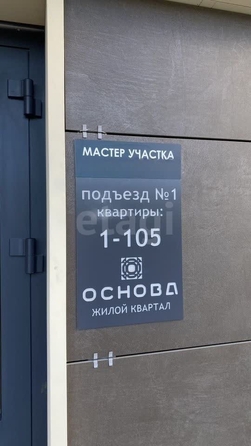 МАСТЕР УЧАСТКА
подъезд №1
квартиры:
1-105
ОСНОВА
ЖИЛОЙ КВАРТАЛ